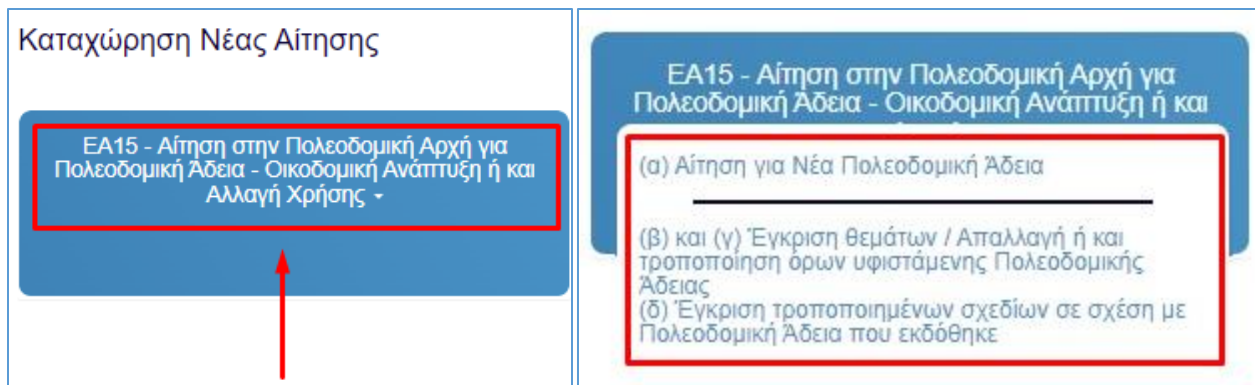 Καταχώρηση Νέας Αίτησης
ΕΑ15 - Αίτηση στην Πολεοδομική Αρχή για
Πολεοδομική Άδεια - Οικοδομική Ανάπτυξη ή και
Αλλαγή Χρήσης
ΕΑ15 - Αίτηση στην Πολεοδομική Αρχή για
Πολεοδομική Άδεια - Οικοδομική Ανάπτυξη ή και
(α) Αίτηση για Νέα Πολεοδομική Άδεια
(β) και (γ) Έγκριση θεμάτων / Απαλλαγή ή και
τροποποίηση όρων υφιστάμενης Πολεοδομικής
Άδειας
(δ) Έγκριση τροποποιημένων σχεδίων σε σχέση με
Πολεοδομική Άδεια που εκδόθηκε